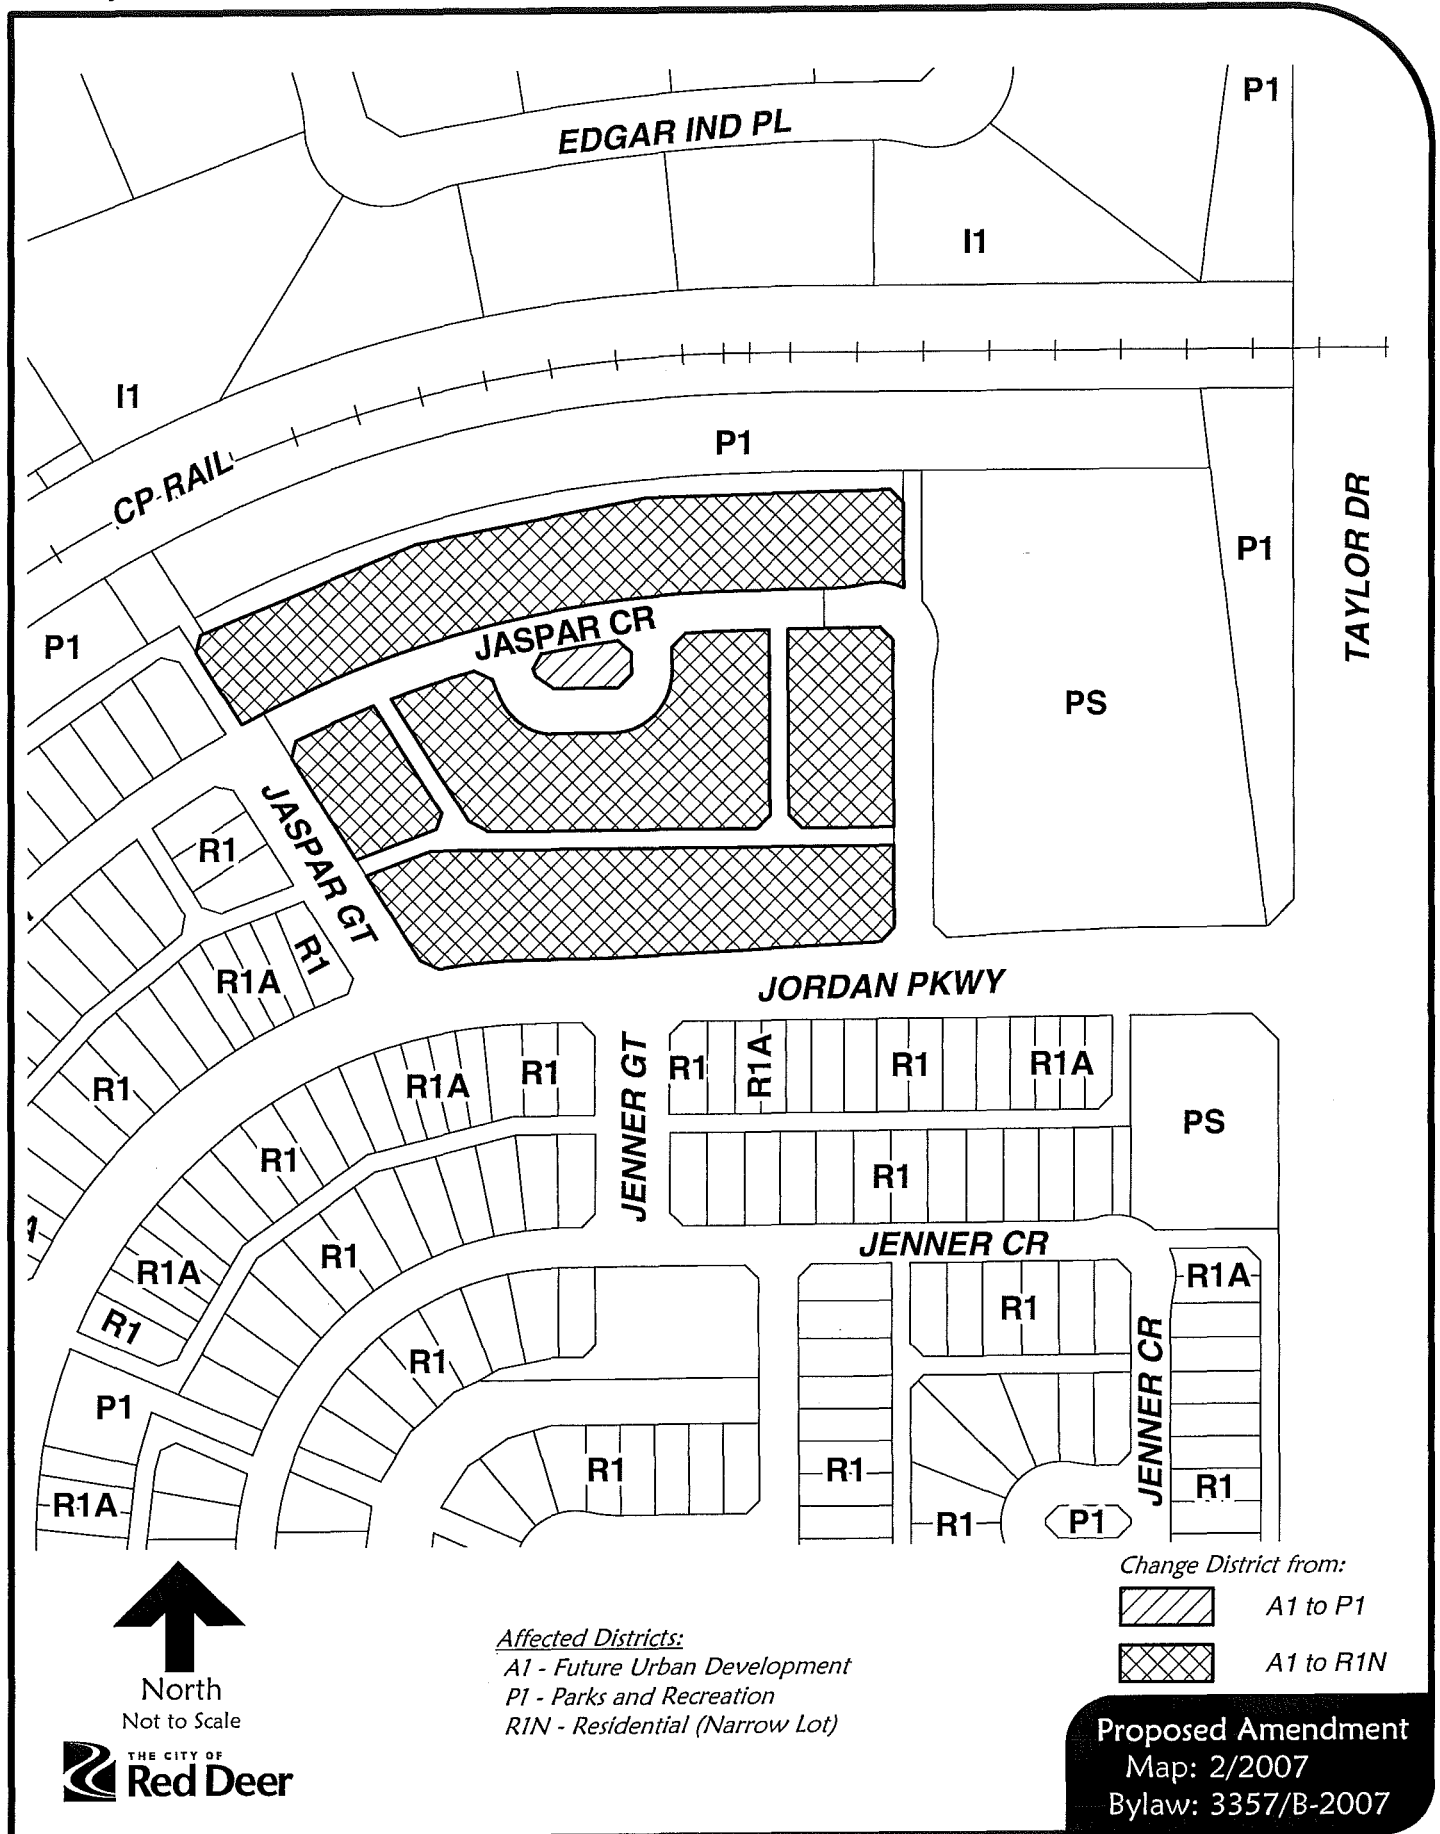 P1
EDGAR IND PL
I1
I1
P1
CP RAIL
TAYLOR DR
P1
JASPAR CR
P1
PS
JASPAR GT
R1
R1
R1A
JORDAN PKWY
JENNER GT
R1
R1A
R1
R1A
R1
R1A
R1
PS
R1
R1
R1
JENNER CR
R1
R1A
R1A
R1
R1
R1
JENNER CR
P1
R1
R1
R1
R1A
R1
P1
Change District from:
A1 to P1
A1 to R1N
Affected Districts:
A1 - Future Urban Development
P1 - Parks and Recreation
R1N - Residential (Narrow Lot)
North
Not to Scale
THE CITY OF
Red Deer
Proposed Amendment
Map: 2/2007
Bylaw: 3357/B-2007